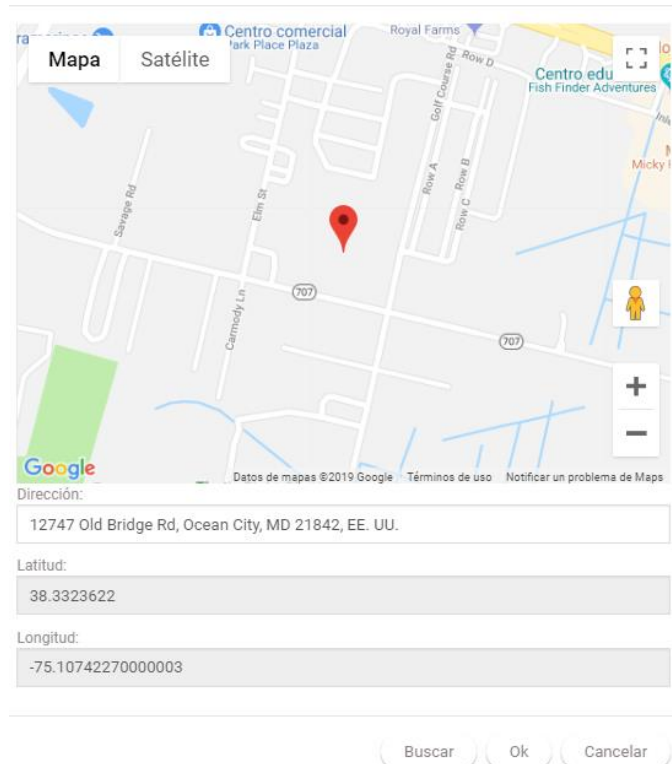 Centro comercial
Park Place Plaza
Royal Farms
Mapa
Satélite
Row D
Golf Course Rd
Centro edu
Fish Finder Adventures
Micky
Savage Rd
Elm St
Row A
Row B
Row C
707
Carmody Ln
707
Google
Datos de mapas ©2019 Google
Términos de uso
Notificar un problema de Maps
Dirección:
12747 Old Bridge Rd, Ocean City, MD 21842, EE. UU.
Latitud:
38.3323622
Longitud:
-75.10742270000003
Buscar
Ok
Cancelar